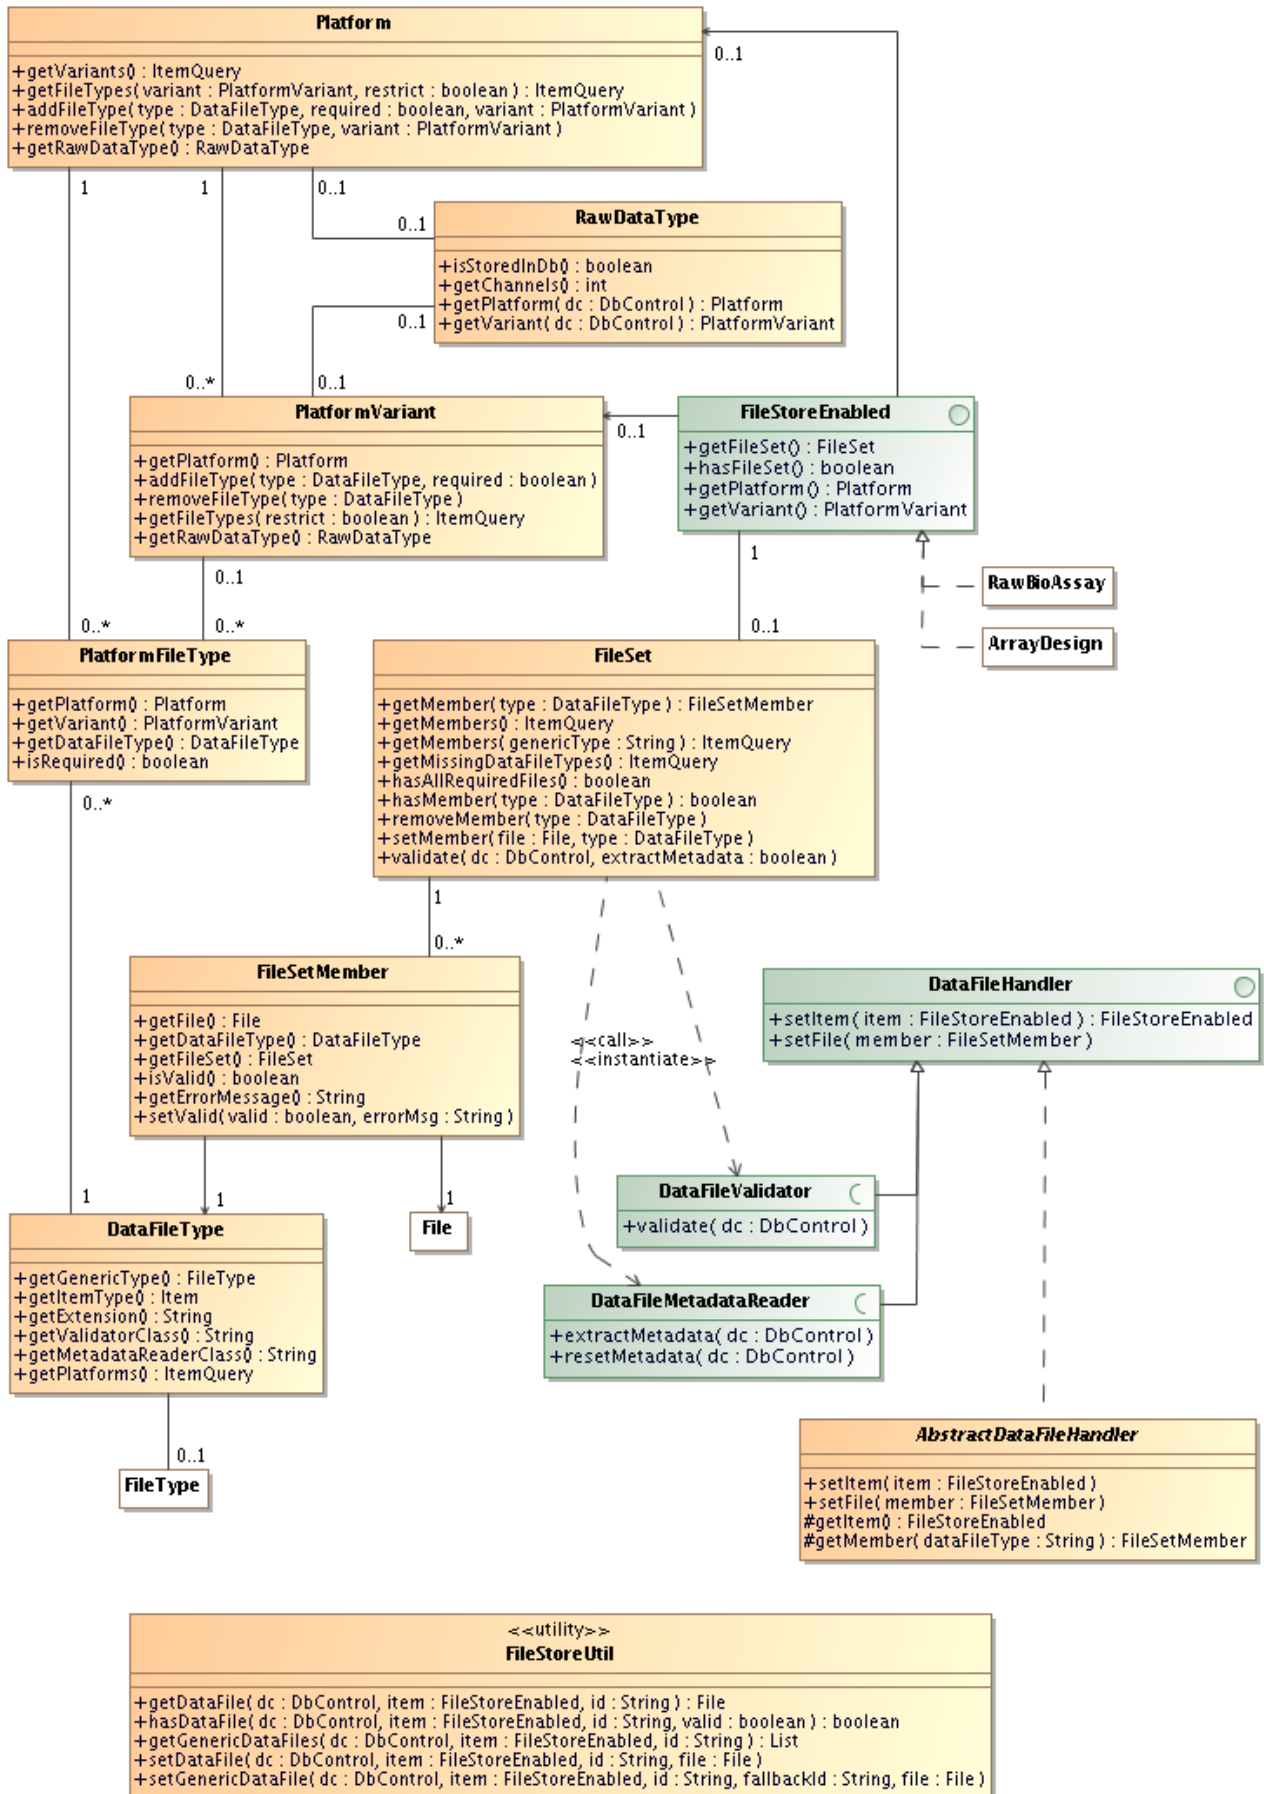 Platform
+getVariants() : ItemQuery
+getFileTypes( variant : PlatformVariant, restrict : boolean ) : ItemQuery
+addFileType( type : DataFileType, required : boolean, variant : PlatformVariant )
+removeFileType( type : DataFileType, variant : PlatformVariant )
+getRawDataType() : RawDataType
0..1
1
1
0..1
0..1
RawDataType
+isStoredInDb() : boolean
+getChannels() : int
+getPlatform( dc : DbControl ) : Platform
+getVariant( dc : DbControl ) : PlatformVariant
0..1
0..*
0..1
PlatformVariant
+getPlatform() : Platform
+addFileType( type : DataFileType, required : boolean )
+removeFileType( type : DataFileType )
+getFileTypes( restrict : boolean ) : ItemQuery
+getRawDataType() : RawDataType
0..1
FileStoreEnabled
+getFileSet() : FileSet
+hasFileSet() : boolean
+getPlatform() : Platform
+getVariant() : PlatformVariant
0..1
1
RawBioAssay
ArrayDesign
0..*
0..*
0..1
PlatformFileType
+getPlatform() : Platform
+getVariant() : PlatformVariant
+getDataFileType() : DataFileType
+isRequired() : boolean
0..*
FileSet
+getMember( type : DataFileType ) : FileSetMember
+getMembers() : ItemQuery
+getMembers( genericType : String ) : ItemQuery
+getMissingDataFileTypes() : ItemQuery
+hasAllRequiredFiles() : boolean
+hasMember( type : DataFileType ) : boolean
+removeMember( type : DataFileType )
+setMember( file : File, type : DataFileType )
+validate( dc : DbControl, extractMetadata : boolean )
1
0..*
FileSetMember
+getFile() : File
+getDataFileType() : DataFileType
+getFileSet() : FileSet
+isValid() : boolean
+getErrorMessage() : String
+setValid( valid : boolean, errorMsg : String )
<<call>>
<<instantiate>>
DataFileHandler
+setItem( item : FileStoreEnabled ) : FileStoreEnabled
+setFile( member : FileSetMember )
1
1
1
DataFileType
+getGenericType() : FileType
+getItemType() : Item
+getExtension() : String
+getValidatorClass() : String
+getMetadataReaderClass() : String
+getPlatforms() : ItemQuery
File
DataFileValidator
+validate( dc : DbControl )
DataFileMetadataReader
+extractMetadata( dc : DbControl )
+resetMetadata( dc : DbControl )
0..1
FileType
AbstractDataFileHandler
+setItem( item : FileStoreEnabled )
+setFile( member : FileSetMember )
#getItem() : FileStoreEnabled
#getMember( dataFileType : String ) : FileSetMember
<<utility>>
FileStoreUtil
+getDataFile( dc : DbControl, item : FileStoreEnabled, id : String ) : File
+hasDataFile( dc : DbControl, item : FileStoreEnabled, id : String, valid : boolean ) : boolean
+getGenericDataFiles( dc : DbControl, item : FileStoreEnabled, id : String ) : List
+setDataFile( dc : DbControl, item : FileStoreEnabled, id : String, file : File )
+setGenericDataFile( dc : DbControl, item : FileStoreEnabled, id : String, fallbackId : String, file : File )